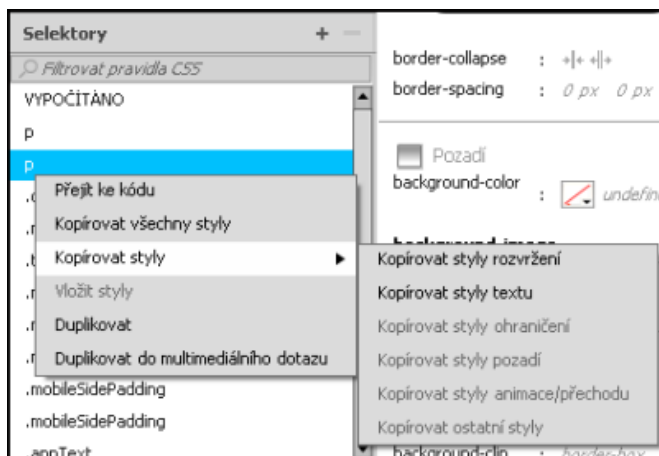 Selektory + —
Filtrovat pravidla CSS
VYPOČÍTÁNO
p
p
Přejít ke kódu
Kopírovat všechny styly
Kopírovat styly
Vložit styly
Duplikovat
Duplikovat do multimediálního dotazu
.mobileSidePadding
.mobileSidePadding
.appText
Kopírovat styly rozvržení
Kopírovat styly textu
Kopírovat styly ohraničení
Kopírovat styly pozadí
Kopírovat styly animace/přechodu
Kopírovat ostatní styly
border-collapse :
border-spacing : 0 px 0 px
Pozadí
background-color : undefin
background-image
background-clip : border-box